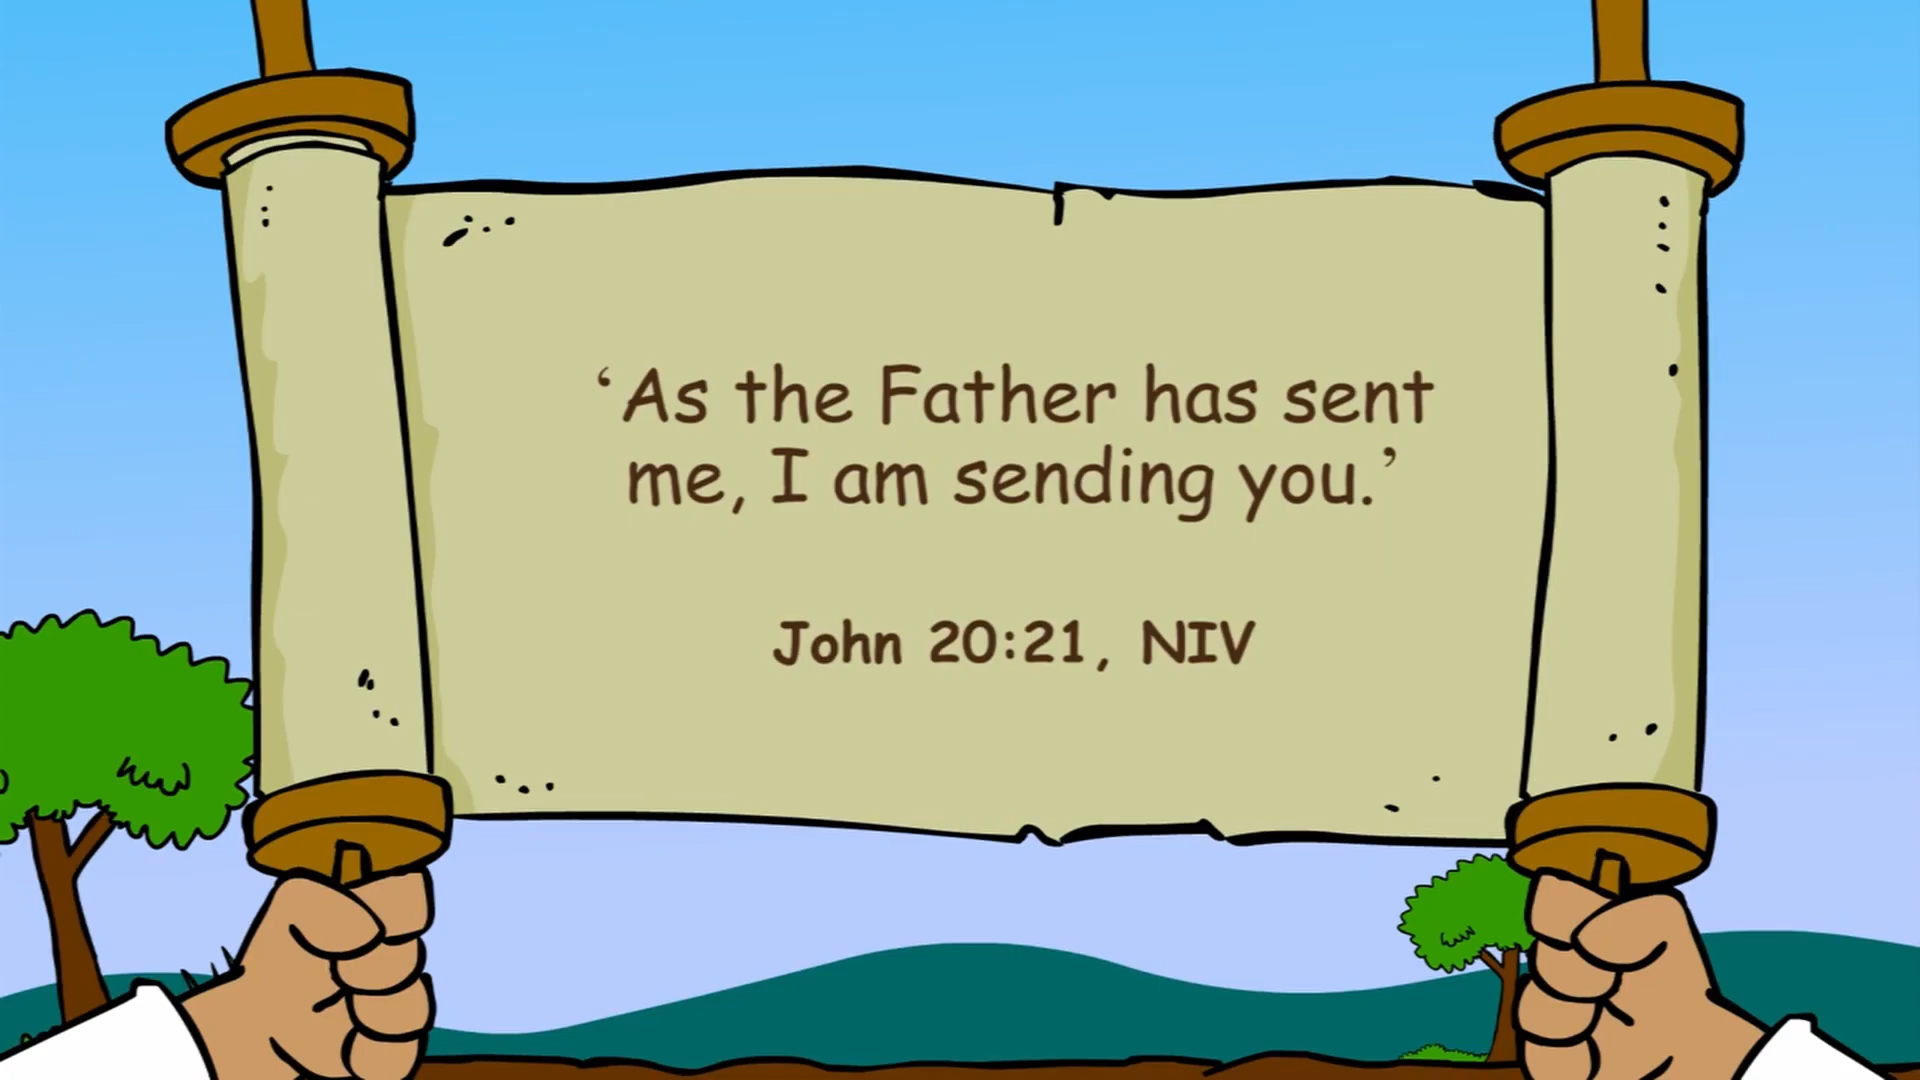 ‘As the Father has sent
me, I am sending you.’
John 20:21, NIV